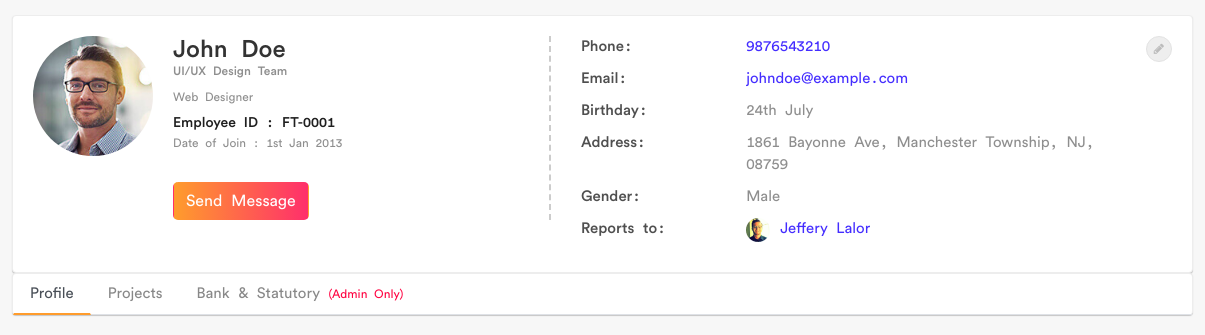 John Doe
UI/UX Design Team
Web Designer
Employee ID : FT-0001
Date of Join : 1st Jan 2013
Send Message
Phone: 9876543210
Email: johndoe@example.com
Birthday: 24th July
Address: 1861 Bayonne Ave, Manchester Township, NJ,
08759
Gender: Male
Reports to: Jeffery Lalor
Profile Projects Bank & Statutory (Admin Only)